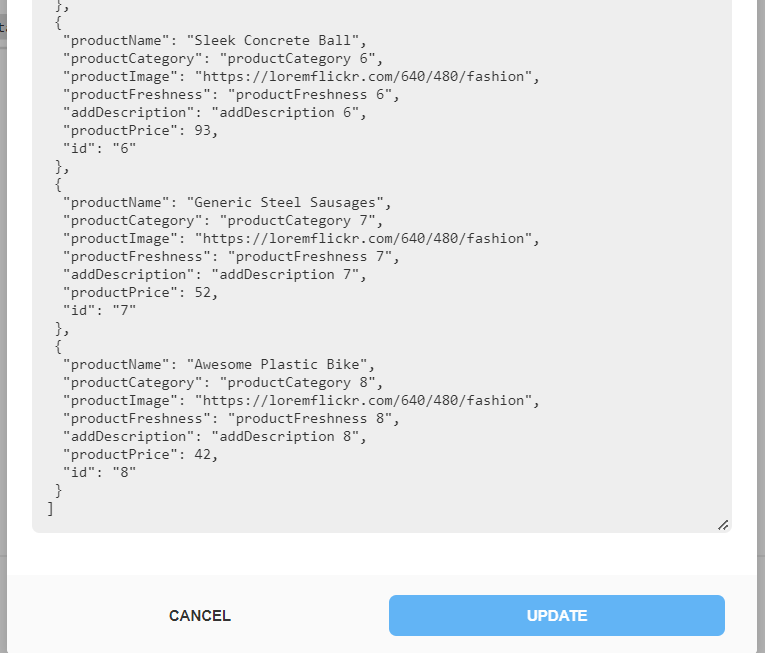 },
{
"productName": "Sleek Concrete Ball",
"productCategory": "productCategory 6",
"productImage": "https://loremflickr.com/640/480/fashion",
"productFreshness": "productFreshness 6",
"addDescription": "addDescription 6",
"productPrice": 93,
"id": "6"
},
{
"productName": "Generic Steel Sausages",
"productCategory": "productCategory 7",
"productImage": "https://loremflickr.com/640/480/fashion",
"productFreshness": "productFreshness 7",
"addDescription": "addDescription 7",
"productPrice": 52,
"id": "7"
},
{
"productName": "Awesome Plastic Bike",
"productCategory": "productCategory 8",
"productImage": "https://loremflickr.com/640/480/fashion",
"productFreshness": "productFreshness 8",
"addDescription": "addDescription 8",
"productPrice": 42,
"id": "8"
}
]
CANCEL UPDATE